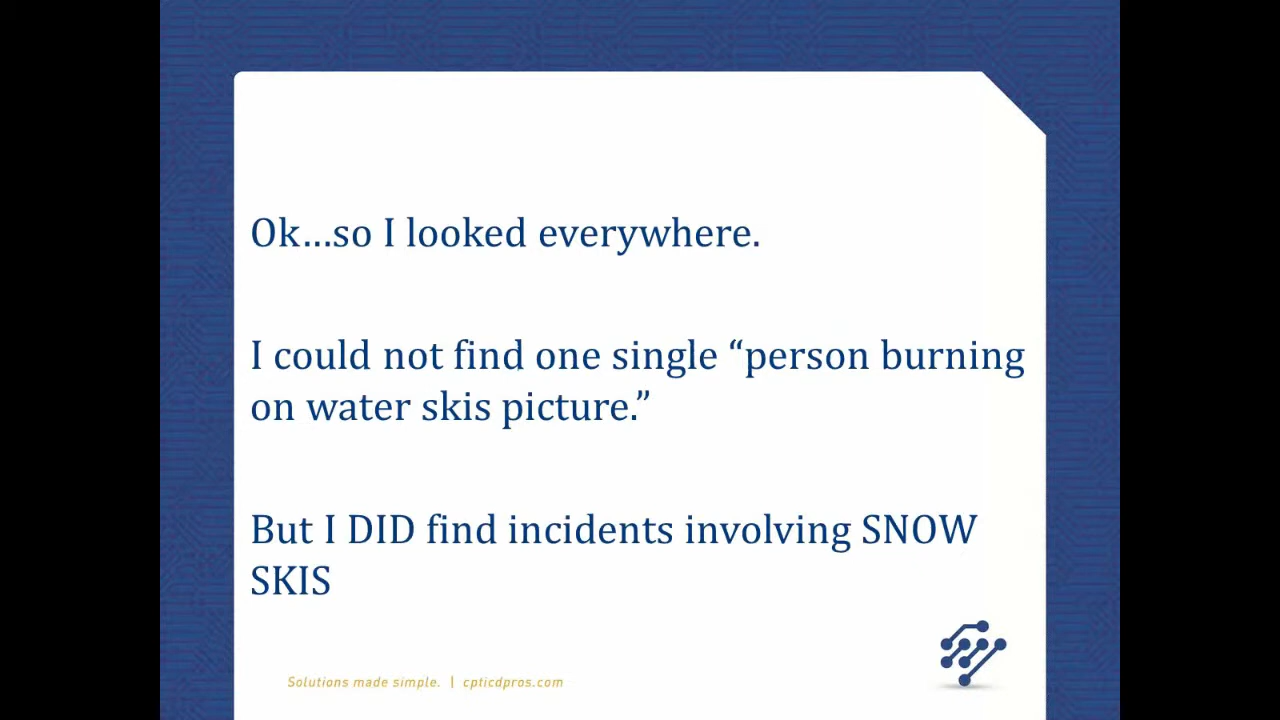 Ok…so I looked everywhere.
I could not find one single “person burning
on water skis picture.”
But I DID find incidents involving SNOW
SKIS
Solutions made simple. | cpticdpros.com